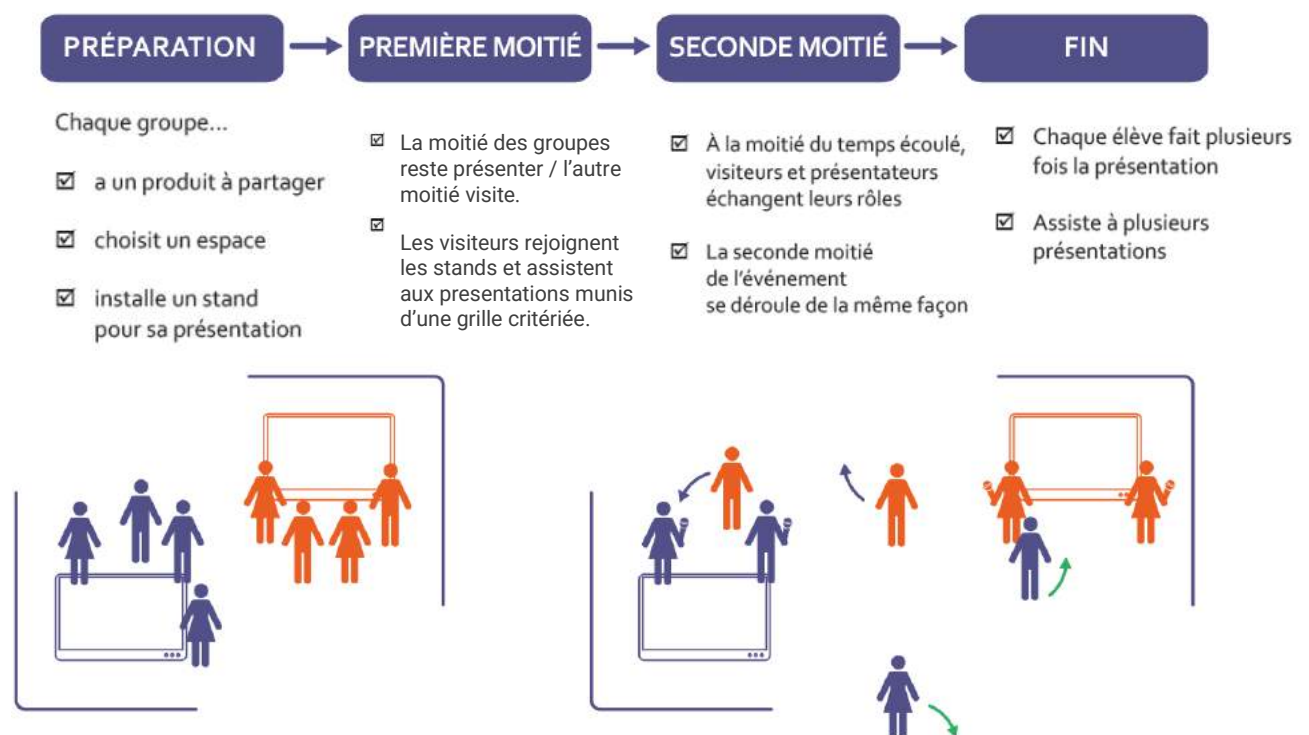 PRÉPARATION
PREMIÈRE MOITIÉ
SECONDE MOITIÉ
FIN
Chaque groupe...
a un produit à partager
choisit un espace
installe un stand
pour sa présentation
La moitié des groupes
reste présenter / l'autre
moitié visite.
Les visiteurs rejoignent
les stands et assistent
aux presentations munis
d'une grille critériée.
À la moitié du temps écoulé,
visiteurs et présentateurs
échangent leurs rôles
La seconde moitié
de l'événement
se déroule de la même façon
Chaque élève fait plusieurs
fois la présentation
Assiste à plusieurs
présentations